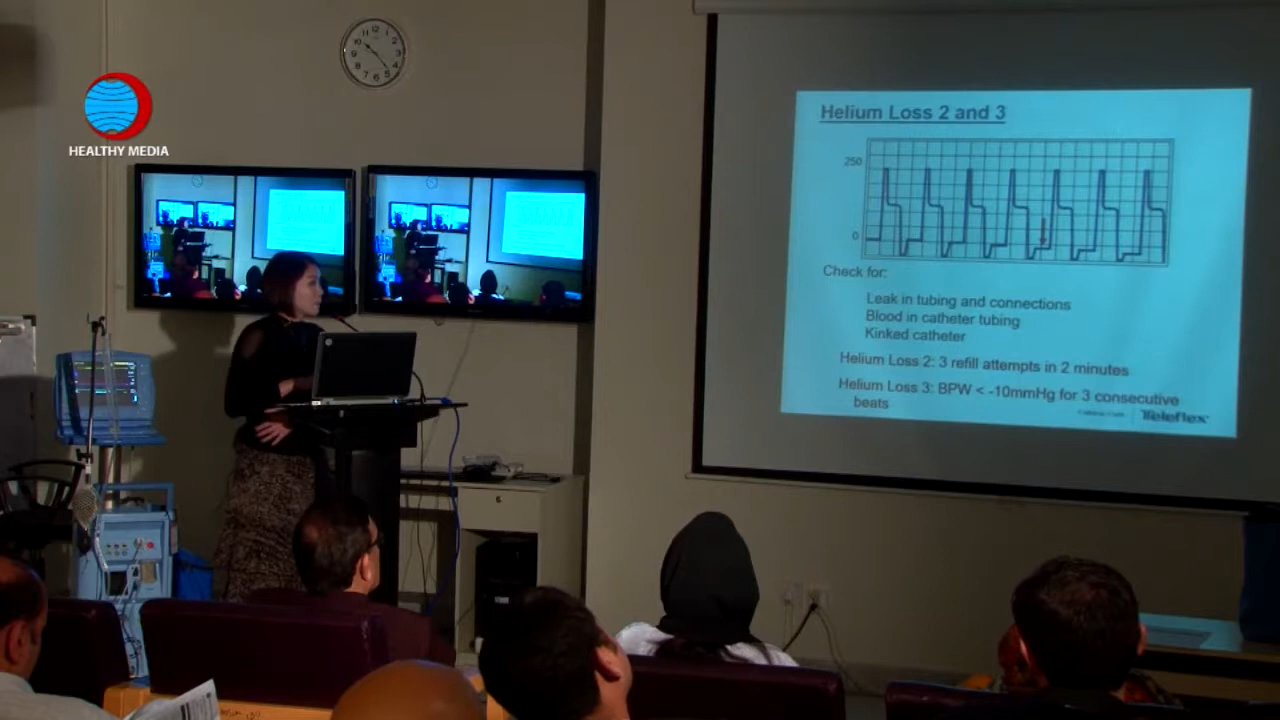 HEALTHY MEDIA
Helium Loss 2 and 3
250
0
Check for:
Leak in tubing and connections
Blood in catheter tubing
Kinked catheter
Helium Loss 2: 3 refill attempts in 2 minutes
Helium Loss 3: BPW < -10mmHg for 3 consecutive
beats
Teleflex